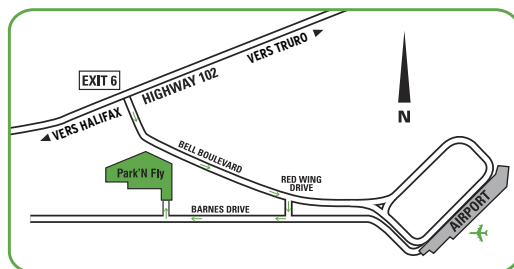 VERS TRURO
EXIT 6
HIGHWAY 102
VERS HALIFAX
N
BELL BOULEVARD
Park'N Fly
RED WING
DRIVE
BARNES DRIVE
AIRPORT